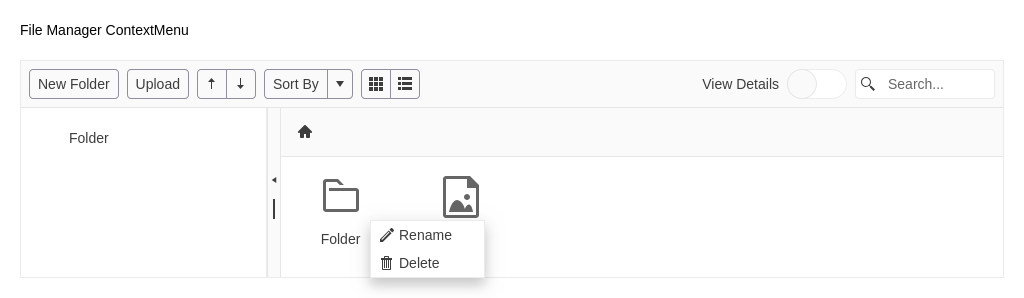 File Manager ContextMenu
New Folder
Upload
Sort By
View Details
Search...
Folder
Folder
Rename
Delete